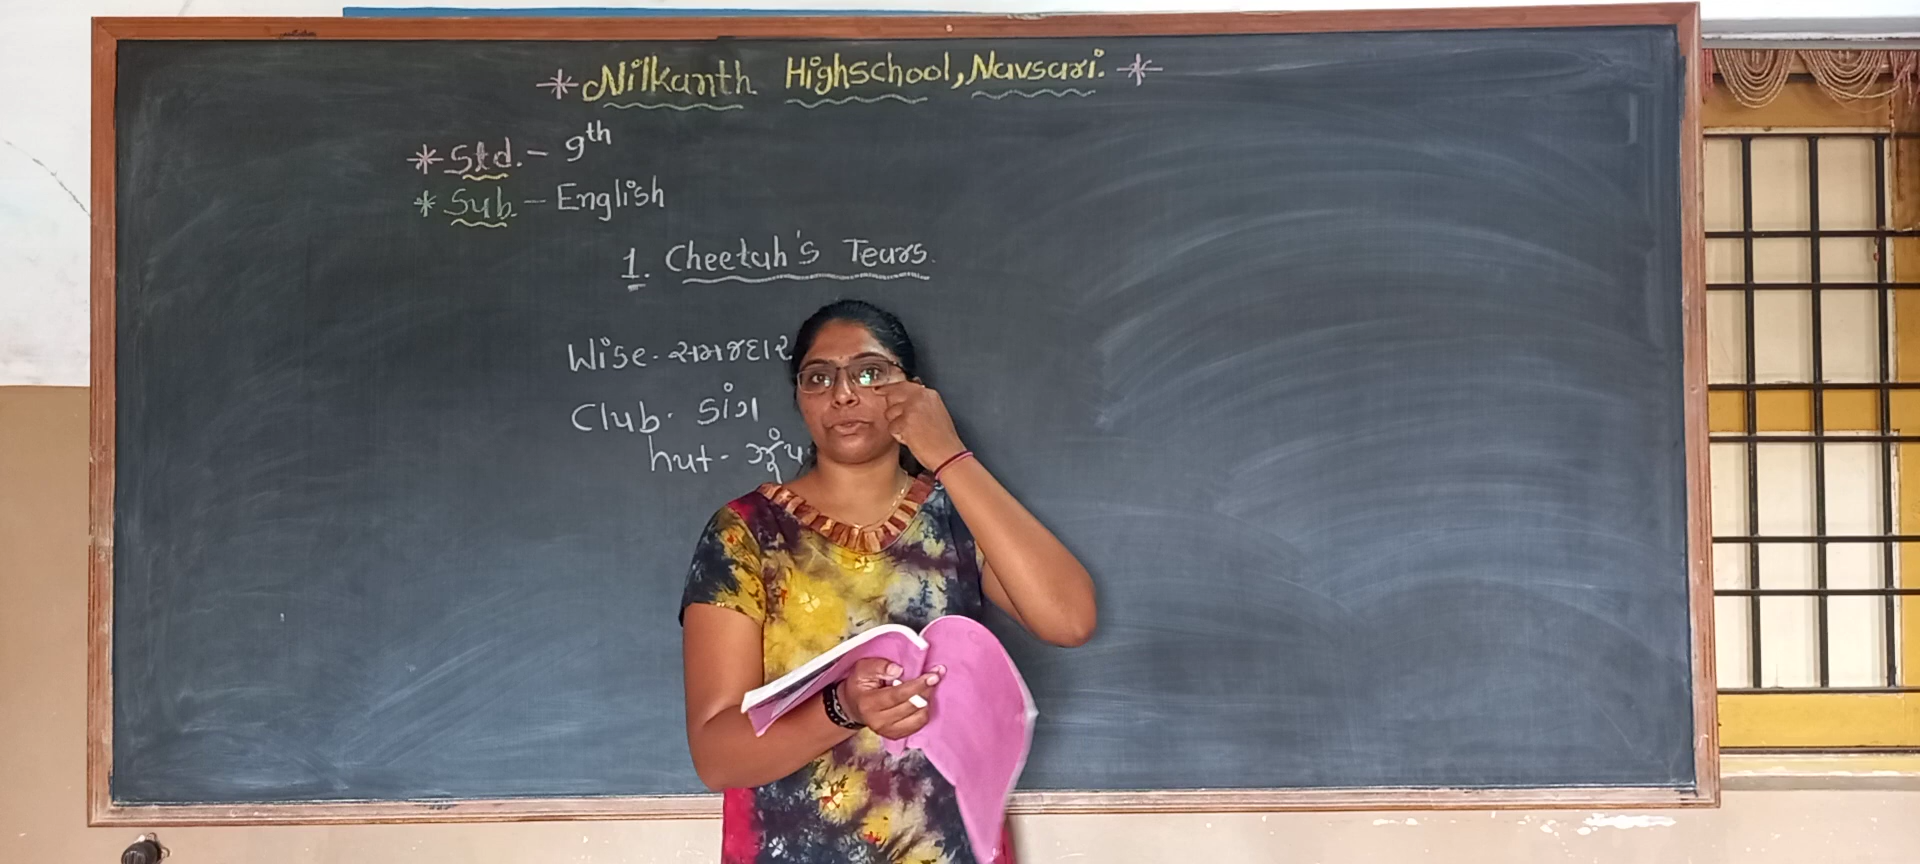 * Nilkanth Highschool, Navsari. *
* Std. - 9th
* Sub. - English
1. Cheetah's Tears.
Wise - સમજદાર
Club - ડાંગ
hut -